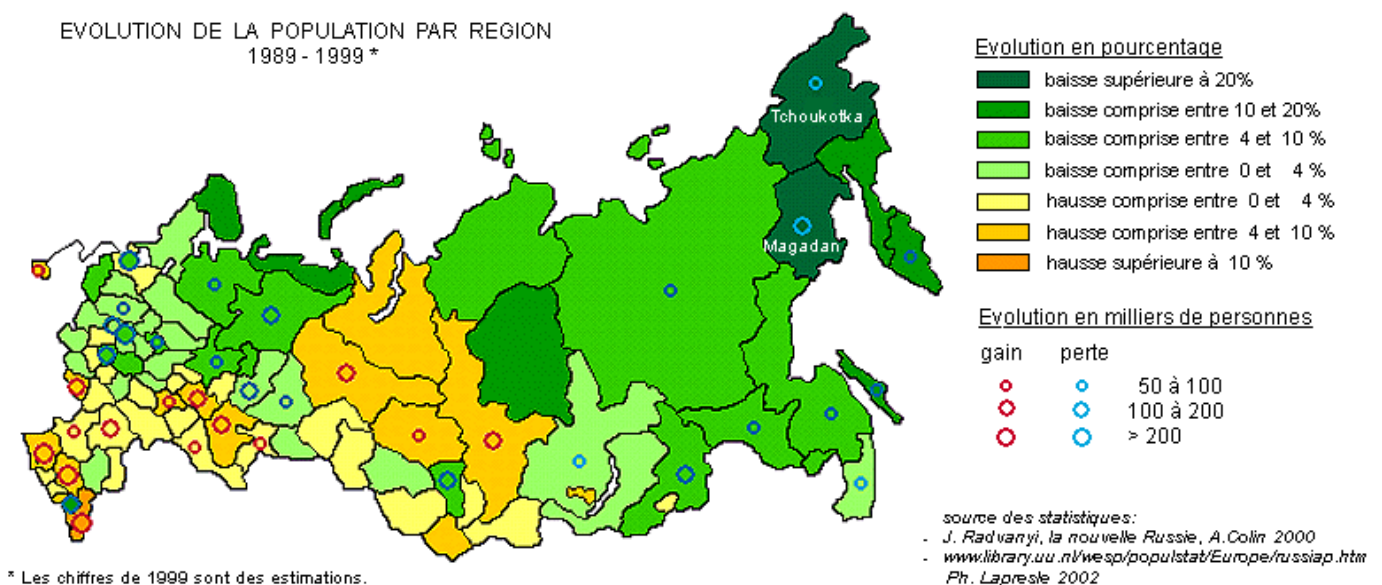 EVOLUTION DE LA POPULATION PAR REGION
1989 - 1999 *
Tchoukotka
Magadan
Evolution en pourcentage
baisse supérieure à 20%
baisse comprise entre 10 et 20%
baisse comprise entre 4 et 10 %
baisse comprise entre 0 et 4 %
hausse comprise entre 0 et 4 %
hausse comprise entre 4 et 10 %
hausse supérieure à 10 %
Evolution en milliers de personnes
gain perte
50 à 100
100 à 200
> 200
source des statistiques:
- J. Radvanyi, la nouvelle Russie, A.Colin 2000
- www.library.uu.nl/wesp/populstat/Europe/russiap.htm
Ph. Lapresle 2002
* Les chiffres de 1999 sont des estimations.